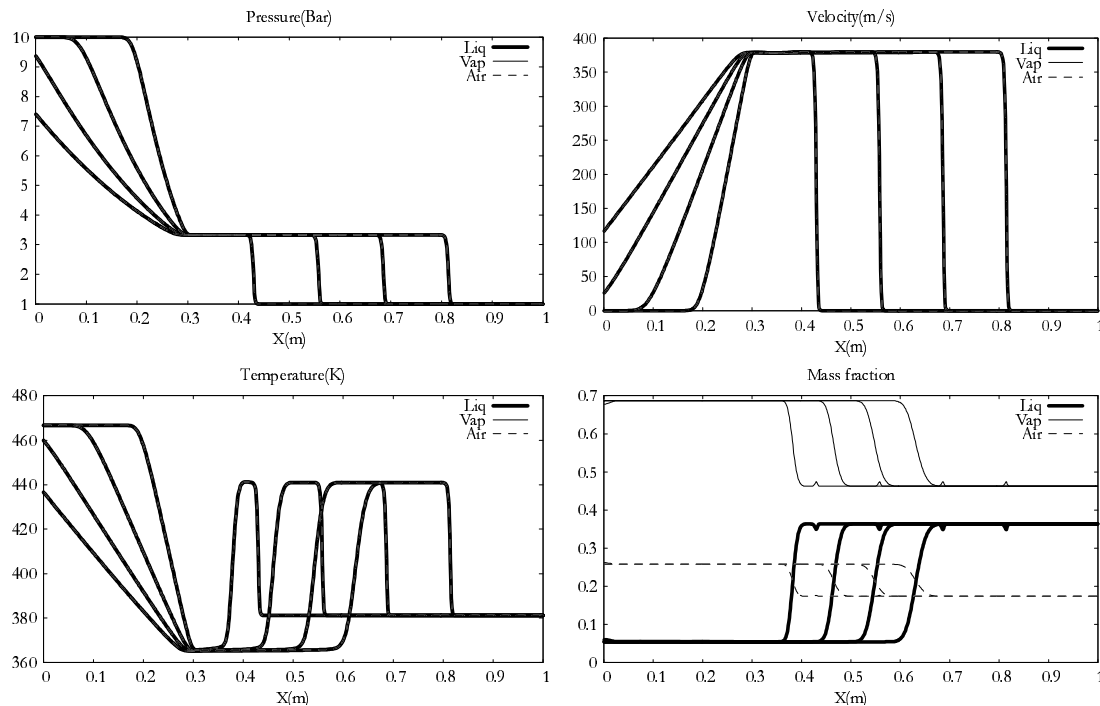 Pressure(Bar)
10
9
8
7
6
5
4
3
2
1
Liq
Vap
Air
0 0.1 0.2 0.3 0.4 0.5 0.6 0.7 0.8 0.9 1
X(m)
Velocity(m/s)
400
350
300
250
200
150
100
50
0
Liq
Vap
Air
0 0.1 0.2 0.3 0.4 0.5 0.6 0.7 0.8 0.9 1
X(m)
Temperature(K)
480
460
440
420
400
380
360
Liq
Vap
Air
0 0.1 0.2 0.3 0.4 0.5 0.6 0.7 0.8 0.9 1
X(m)
Mass fraction
0.7
0.6
0.5
0.4
0.3
0.2
0.1
0
Liq
Vap
Air
0 0.1 0.2 0.3 0.4 0.5 0.6 0.7 0.8 0.9 1
X(m)